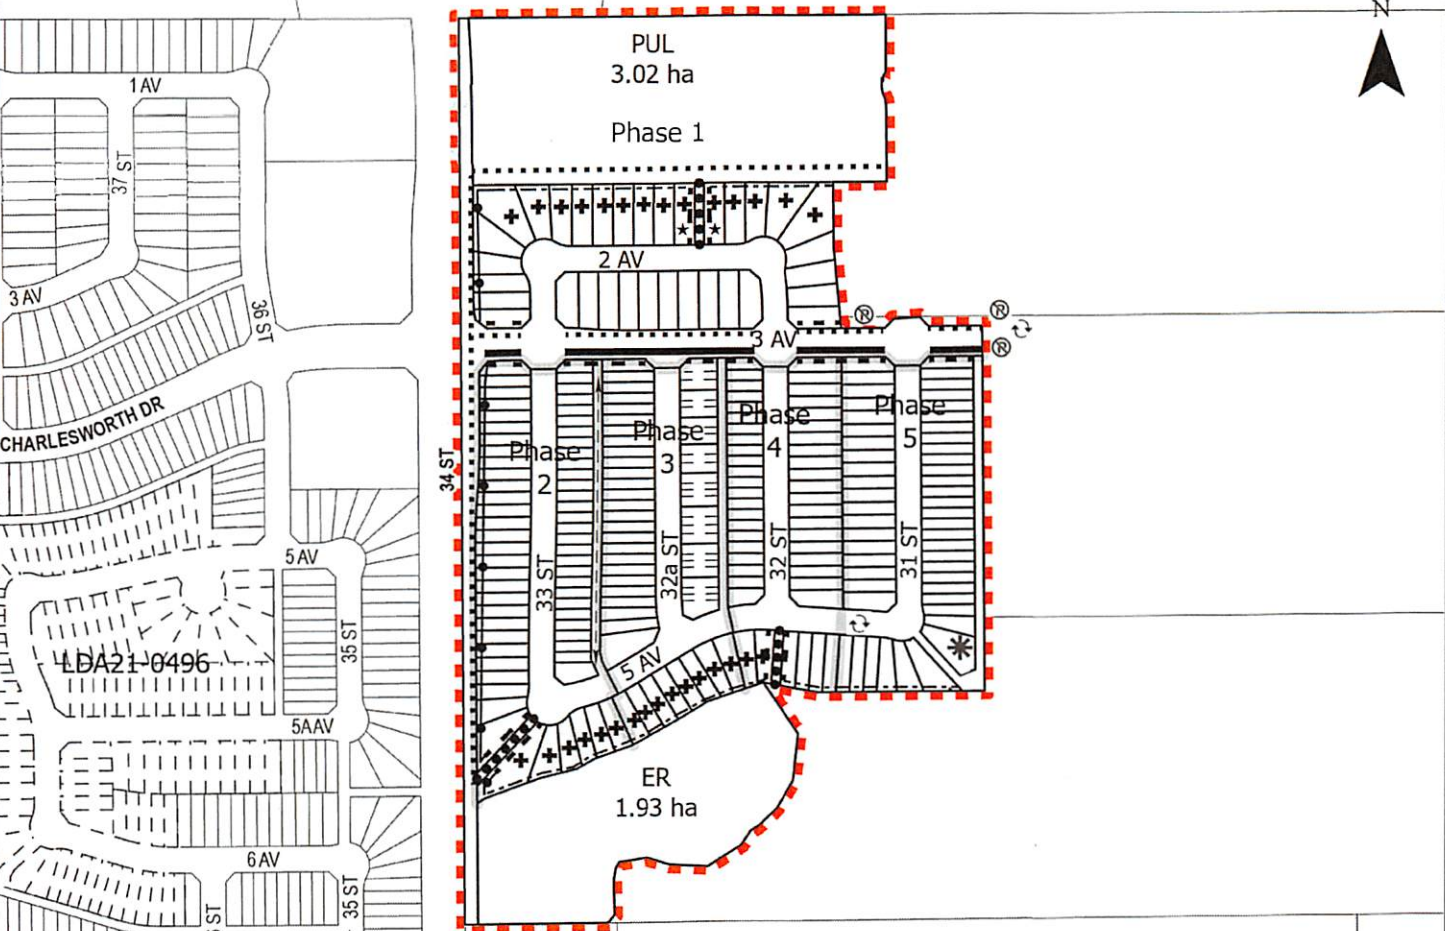 N
PUL
3.02 ha
Phase 1
1 AV
37 ST
3 AV
36 ST
2 AV
3 AV
Ⓡ
Ⓡ
Ⓡ
CHARLESWORTH DR
34 ST
Phase
2
Phase
3
Phase
4
Phase
5
33 ST
32a ST
32 ST
31 ST
5 AV
5 AV
35 ST
LDA21-0496
5AAV
ER
1.93 ha
6 AV
35 ST